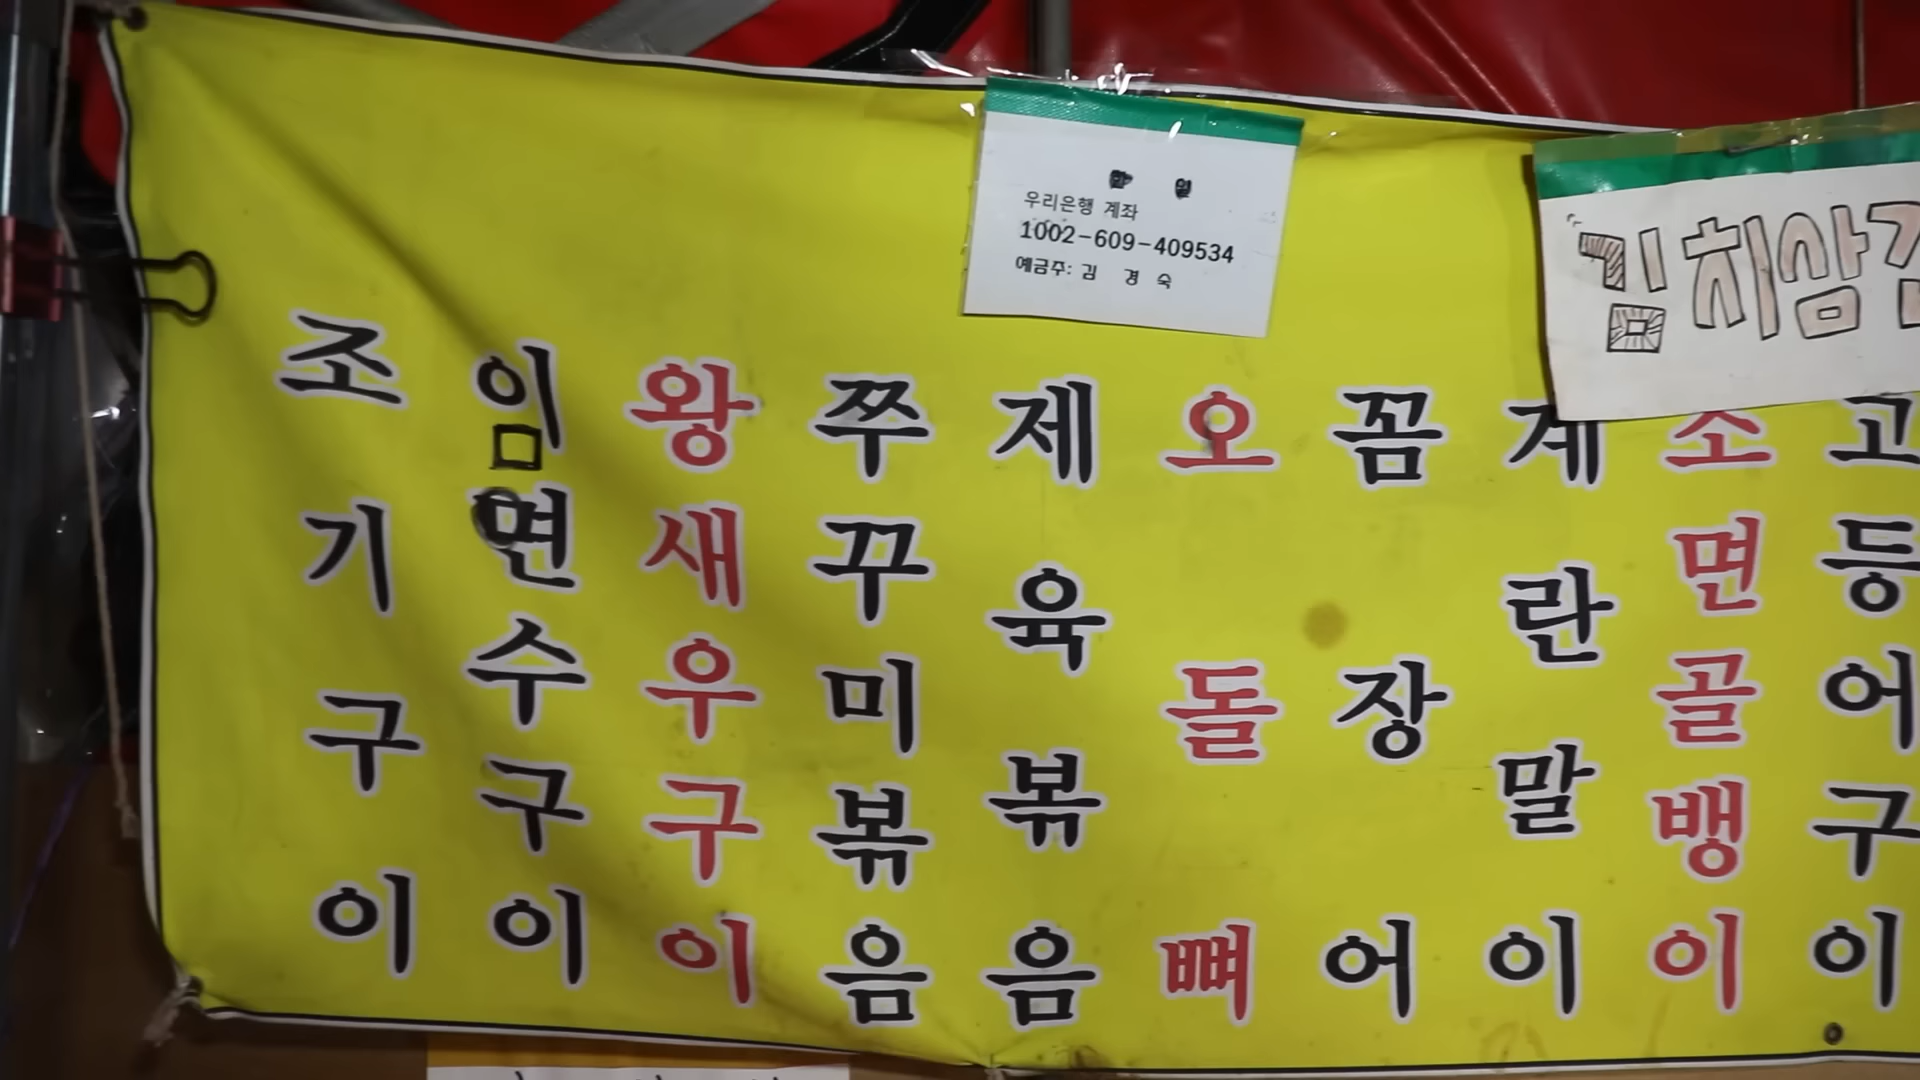 우리은행 계좌
1002-609-409534
예금주: 김 경 숙
김치삼
조기구이
임면수구이
왕새우구이
쭈꾸미볶음
제육볶음
오돌뼈
꼼장어
계란말이
소면골뱅이
고등어구이